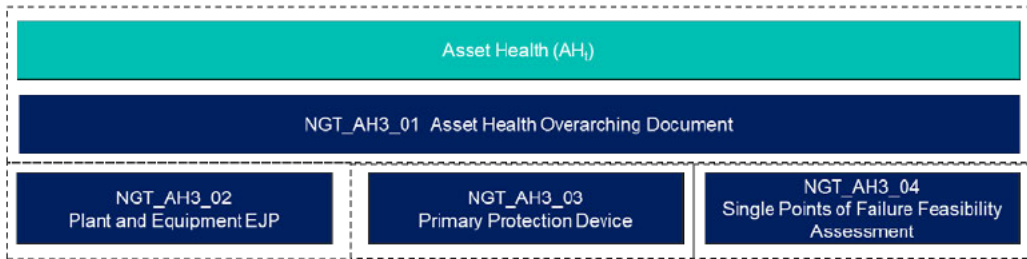 Asset Health (AHₜ)
NGT_AH3_01 Asset Health Overarching Document
NGT_AH3_02
Plant and Equipment EJP
NGT_AH3_03
Primary Protection Device
NGT_AH3_04
Single Points of Failure Feasibility
Assessment